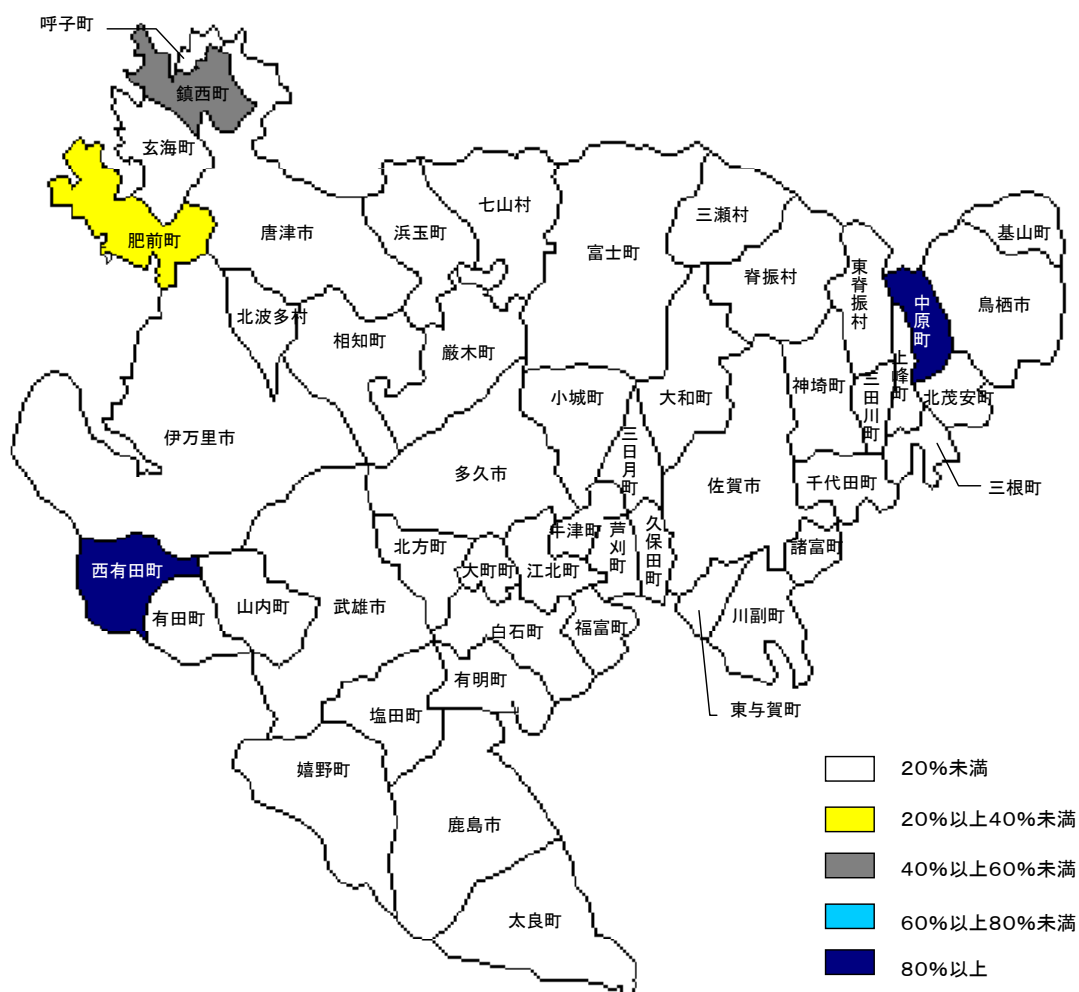 呼子町
鎮西町
玄海町
七山村
三瀬村
基山町
肥前町
唐津市
浜玉町
富士町
脊振村
東脊振村
中原町
鳥栖市
北波多村
相知町
厳木町
上峰町
小城町
大和町
神埼町
三田川町
北茂安町
伊万里市
三日月町
多久市
佐賀市
千代田町
三根町
牛津町
芦刈町
久保田町
北方町
諸富町
西有田町
大町町
江北町
有田町
山内町
武雄市
川副町
白石町
福富町
有明町
東与賀町
塩田町
嬉野町
鹿島市
太良町
20%未満
20%以上40%未満
40%以上60%未満
60%以上80%未満
80%以上